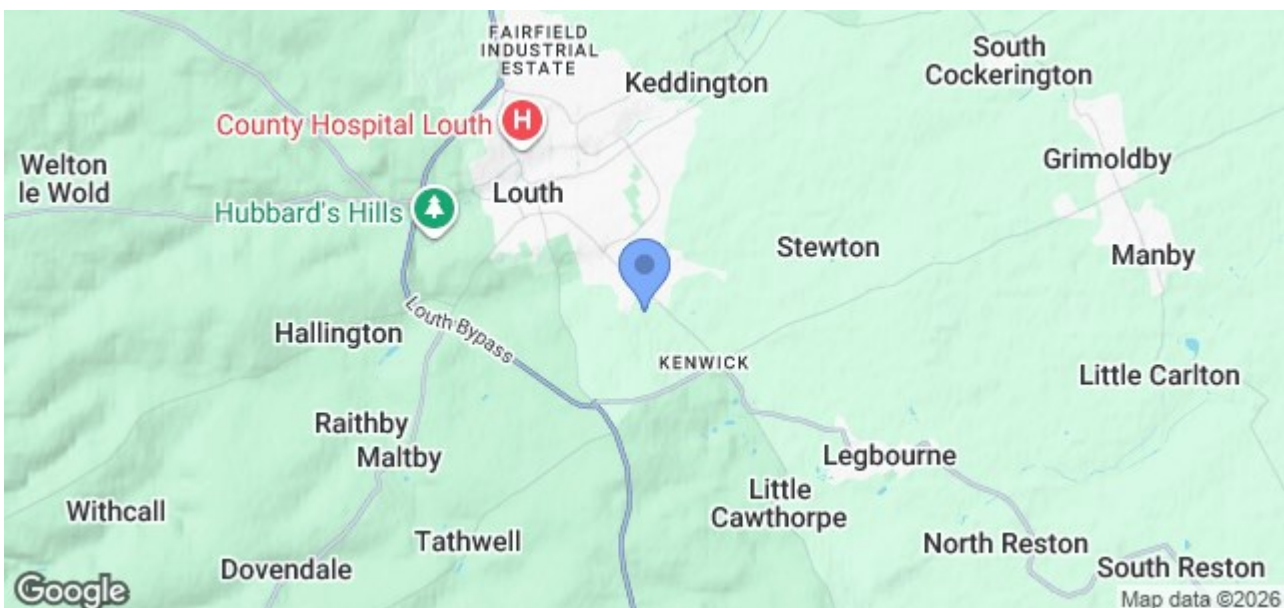 FAIRFIELD
INDUSTRIAL
ESTATE
South
Cockerington
Keddington
County Hospital Louth
H
Grimoldby
Welton
le Wold
Louth
Hubbard's Hills
Stewton
Manby
Louth Bypass
Hallington
KENWICK
Little Carlton
Raithby
Maltby
Legbourne
Little
Cawthorpe
Withcall
Tathwell
North Reston
Dovendale
South Reston
Google
Map data ©2026